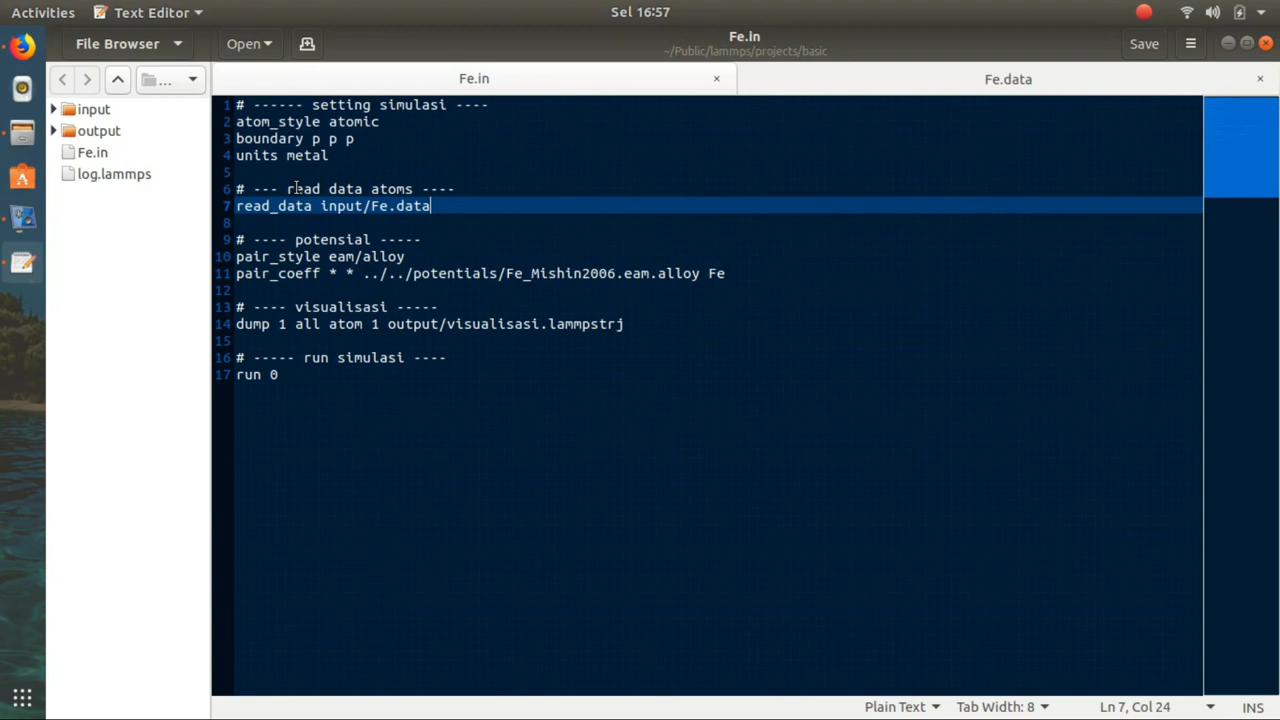 Activities
Text Editor
Sel 16:57
File Browser
Open
Fe.in
~/Public/lammps/projects/basic
Save
...
Fe.in
Fe.data
input
output
Fe.in
log.lammps
1 # ------ setting simulasi ----
2 atom_style atomic
3 boundary p p p
4 units metal
5
6 # --- read data atoms ----
7 read_data input/Fe.data
8
9 # ---- potensial -----
10 pair_style eam/alloy
11 pair_coeff * * ../../potentials/Fe_Mishin2006.eam.alloy Fe
12
13 # ---- visualisasi -----
14 dump 1 all atom 1 output/visualisasi.lammpstrj
15
16 # ----- run simulasi ----
17 run 0
Plain Text
Tab Width: 8
Ln 7, Col 24
INS